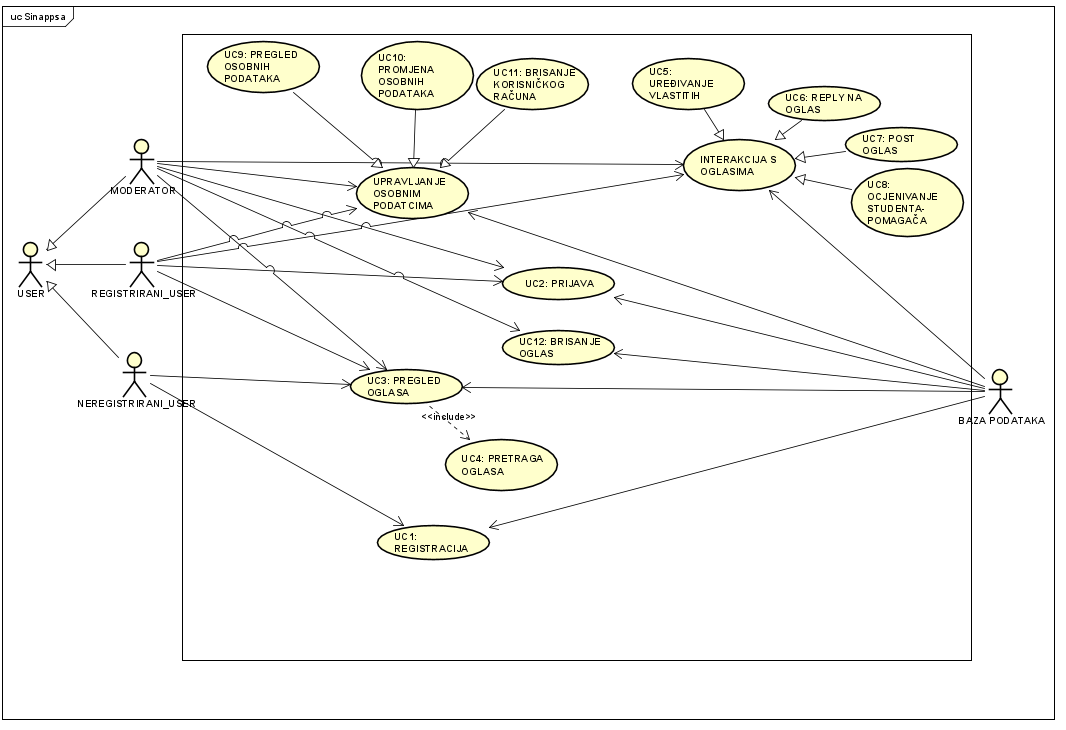 uc Sinappsa
UC9: PREGLED
OSOBNIH
PODATAKA
UC10:
PROMJENA
OSOBNIH
PODATAKA
UC11: BRISANJE
KORISNIČKOG
RAČUNA
UC5:
UREĐIVANJE
VLASTITIH
UC6: REPLY NA
OGLAS
UC7: POST
OGLAS
INTERAKCIJA S
OGLASIMA
UC8:
OCJENIVANJE
STUDENTA-
POMAGAČA
MODERATOR
UPRAVLJANJE
OSOBNIM
PODATCIMA
USER
REGISTRIRANI_USER
UC2: PRIJAVA
UC12: BRISANJE
OGLAS
NEREGISTRIRANI_USER
UC3: PREGLED
OGLASA
<<include>>
BAZA PODATAKA
UC4: PRETRAGA
OGLASA
UC1:
REGISTRACIJA